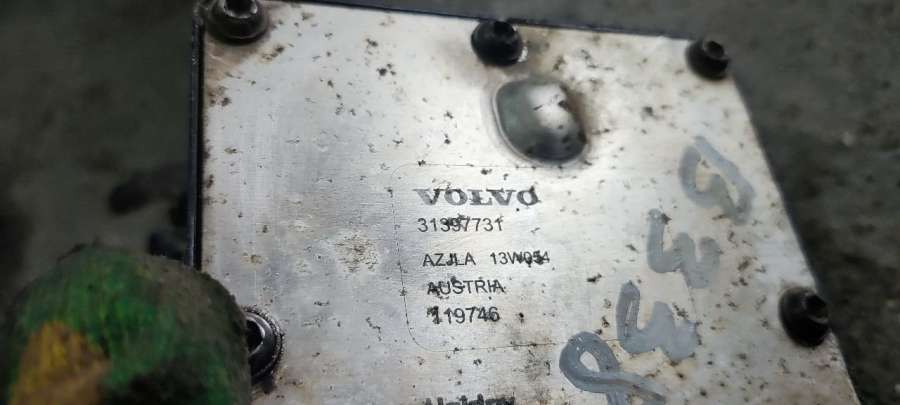 VOLVO
31397731
AZJLA 13W054
AUSTRIA
119746